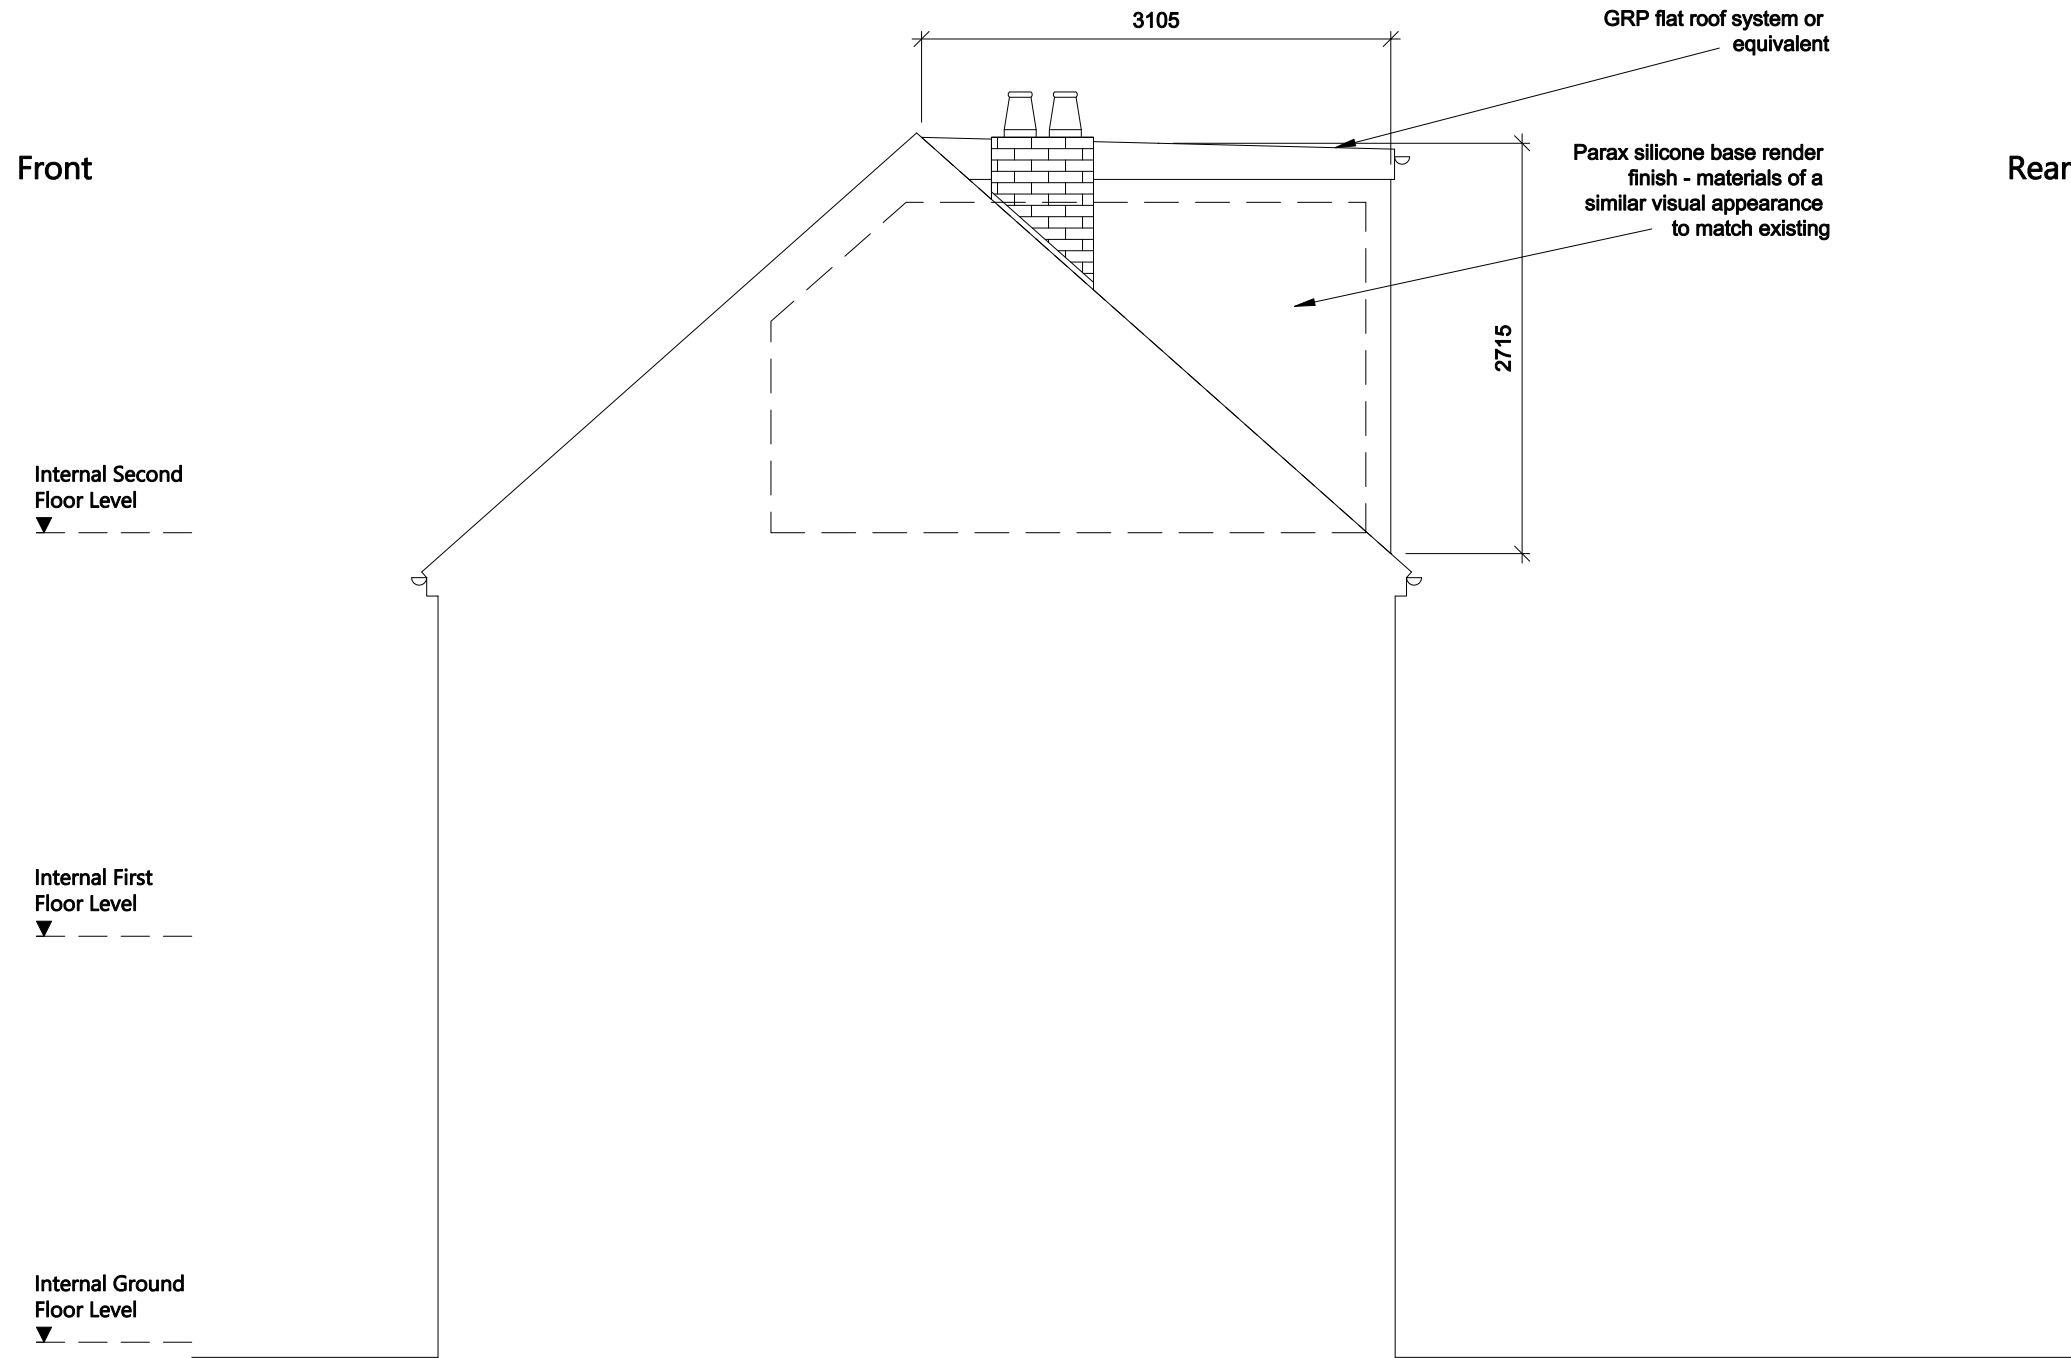 3105
GRP flat roof system or
equivalent
Front
Parax silicone base render
finish - materials of a
similar visual appearance
to match existing
Rear
2715
Internal Second
Floor Level
Internal First
Floor Level
Internal Ground
Floor Level